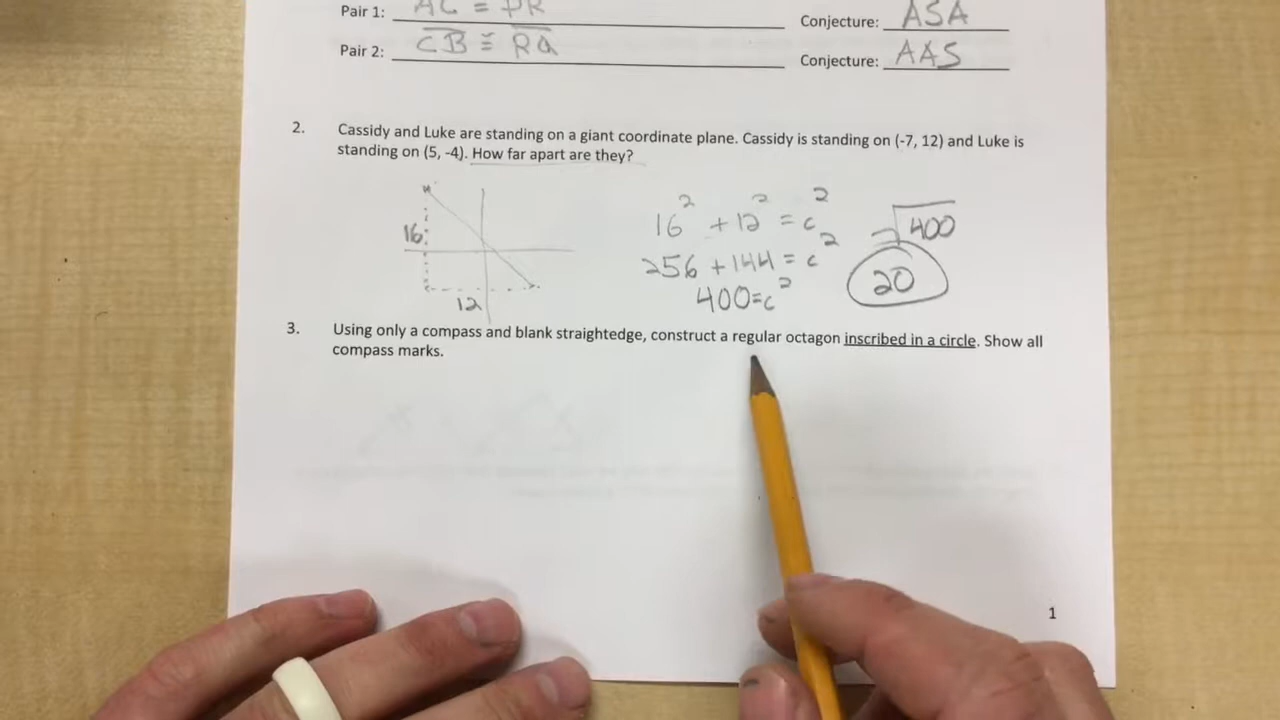 Pair 1: AC = PR Conjecture: ASA
Pair 2: CB ≅ RQ Conjecture: AAS
2. Cassidy and Luke are standing on a giant coordinate plane. Cassidy is standing on (-7, 12) and Luke is
standing on (5, -4). How far apart are they?
16² + 12² = c² √400
16
256 + 144 = c² 20
400 = c²
12
3. Using only a compass and blank straightedge, construct a regular octagon inscribed in a circle. Show all
compass marks.
1